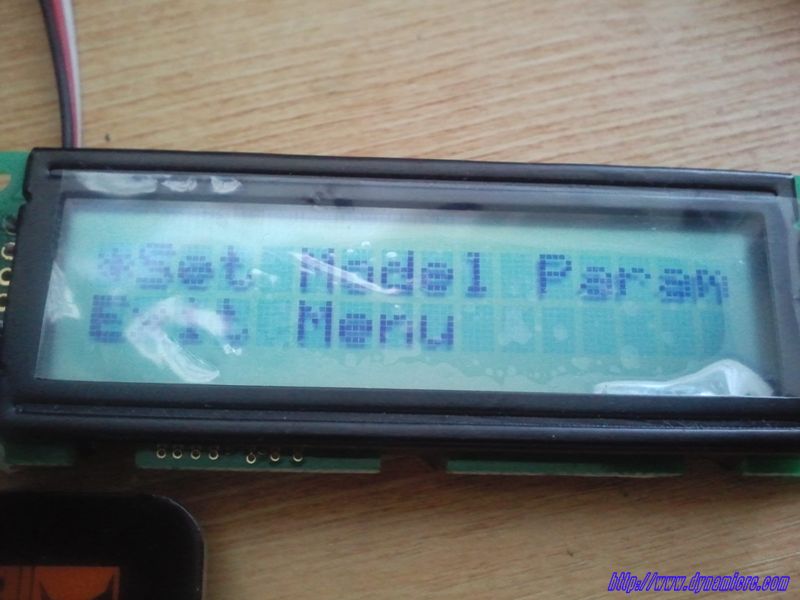 *Set Model Param
Exit Menu
http://www.dynamicrc.com